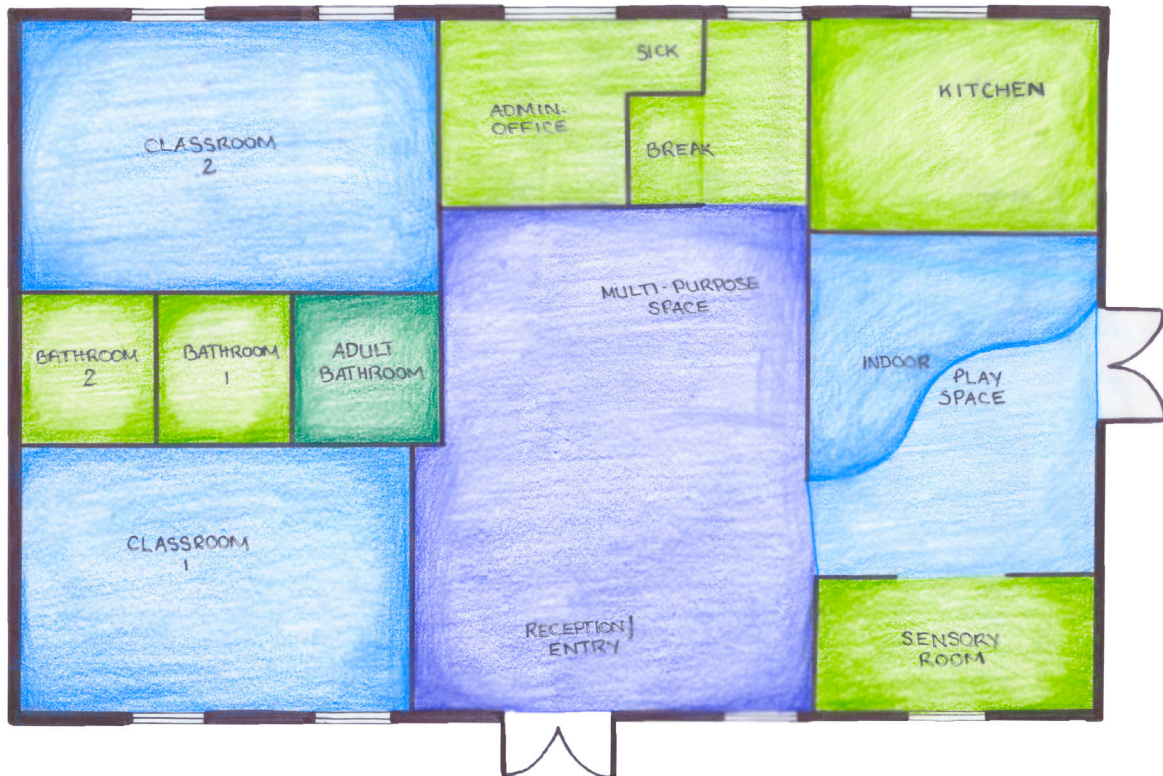 SICK
ADMIN-
OFFICE
BREAK
KITCHEN
CLASSROOM
2
MULTI-PURPOSE
SPACE
BATHROOM
2
BATHROOM
1
ADULT
BATHROOM
INDOOR
PLAY
SPACE
CLASSROOM
1
RECEPTION/
ENTRY
SENSORY
ROOM